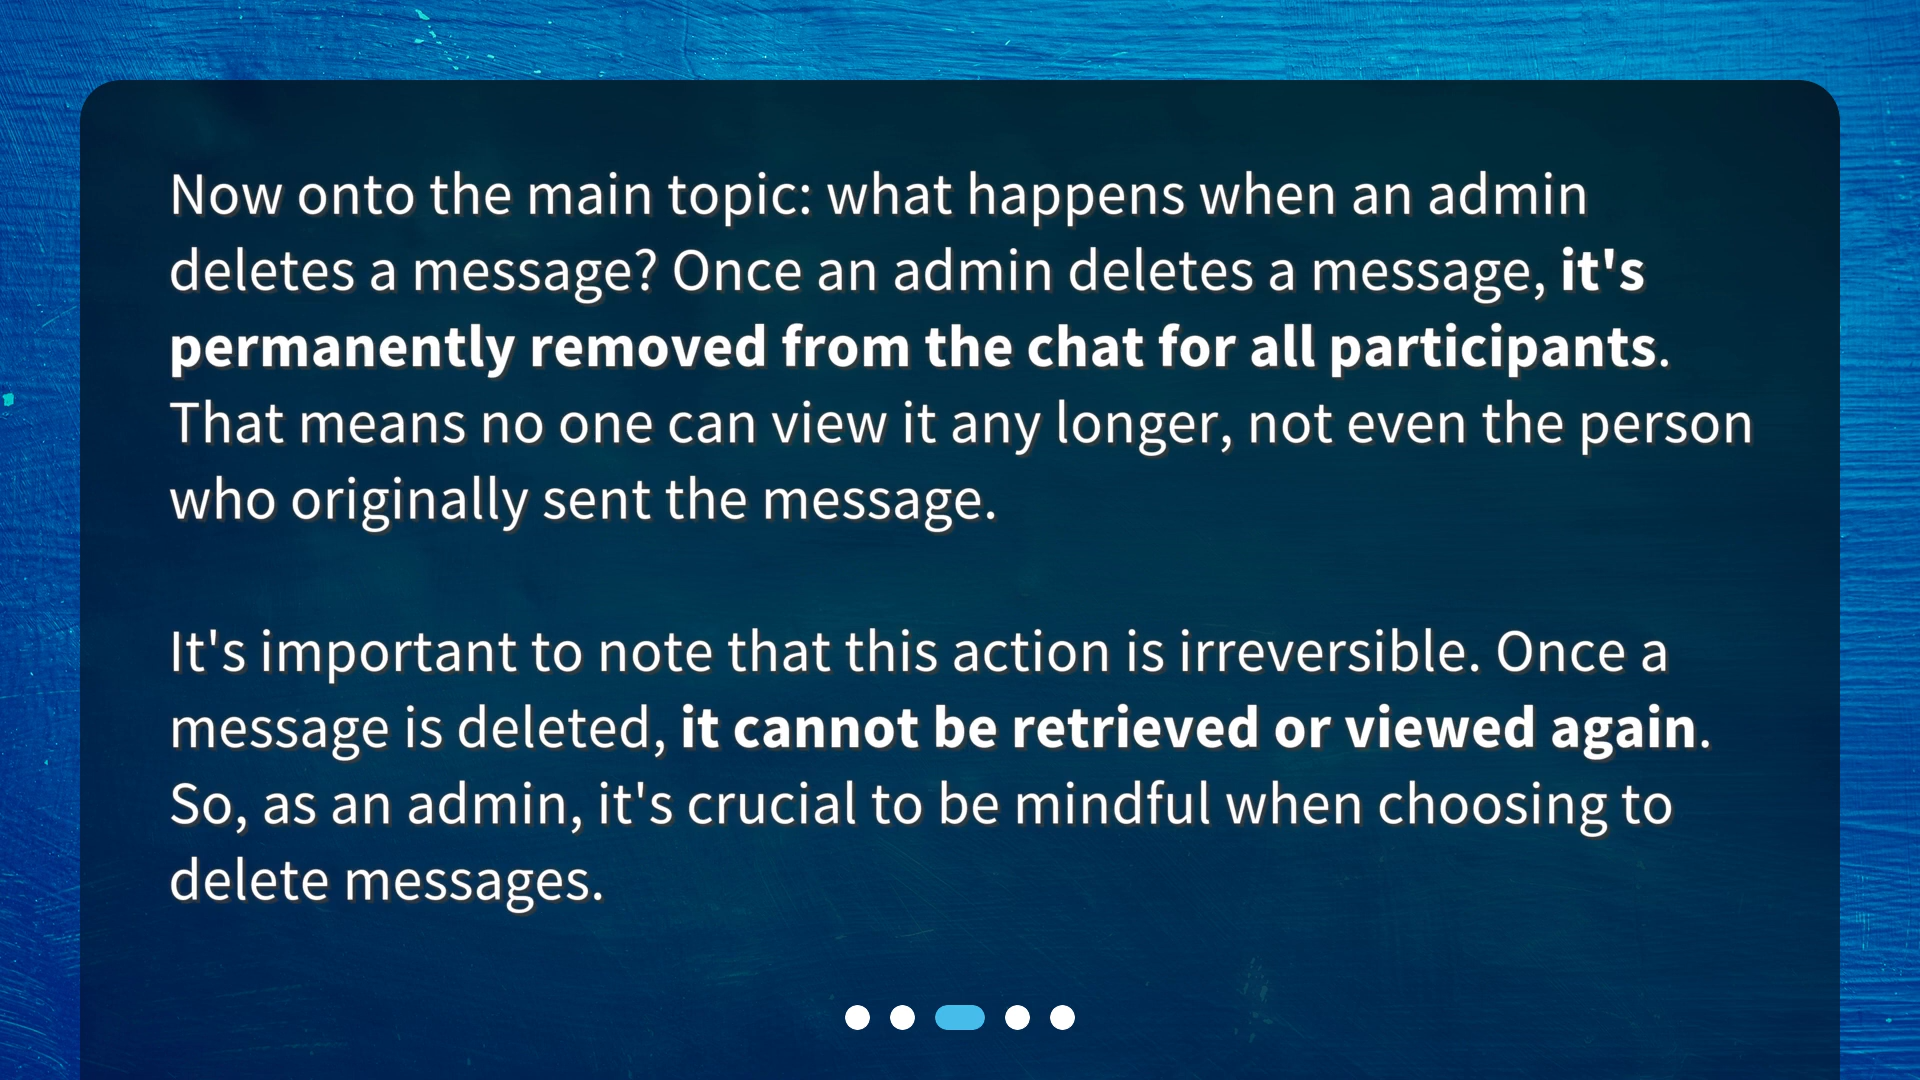 Now onto the main topic: what happens when an admin
deletes a message? Once an admin deletes a message, it's
permanently removed from the chat for all participants.
That means no one can view it any longer, not even the person
who originally sent the message.
It's important to note that this action is irreversible. Once a
message is deleted, it cannot be retrieved or viewed again.
So, as an admin, it's crucial to be mindful when choosing to
delete messages.